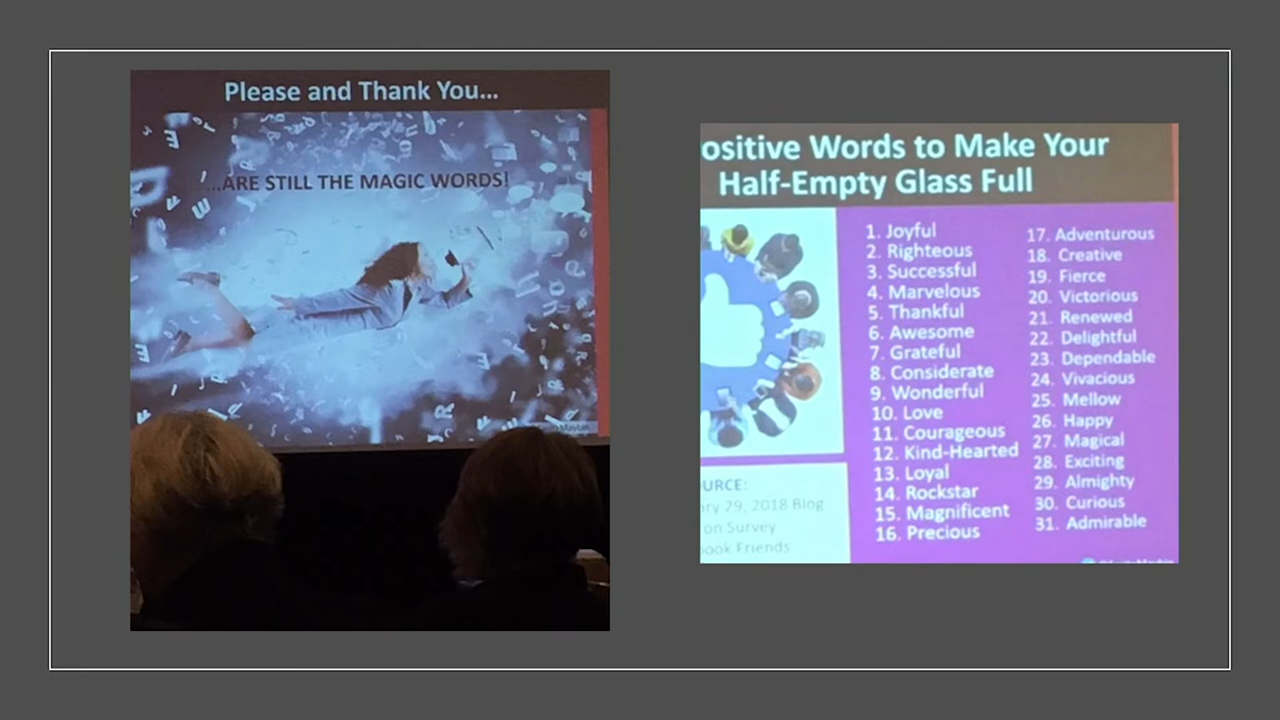 Please and Thank You...
...ARE STILL THE MAGIC WORDS!
ositive Words to Make Your
Half-Empty Glass Full
1. Joyful
2. Righteous
3. Successful
4. Marvelous
5. Thankful
6. Awesome
7. Grateful
8. Considerate
9. Wonderful
10. Love
11. Courageous
12. Kind-Hearted
13. Loyal
14. Rockstar
15. Magnificent
16. Precious
17. Adventurous
18. Creative
19. Fierce
20. Victorious
21. Renewed
22. Delightful
23. Dependable
24. Vivacious
25. Mellow
26. Happy
27. Magical
28. Exciting
29. Almighty
30. Curious
31. Admirable
URCE:
ary 29, 2018 Blog
on Survey
book Friends